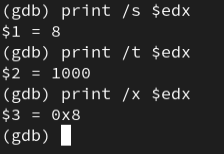 (gdb) print /s $edx
$1 = 8
(gdb) print /t $edx
$2 = 1000
(gdb) print /x $edx
$3 = 0x8
(gdb)